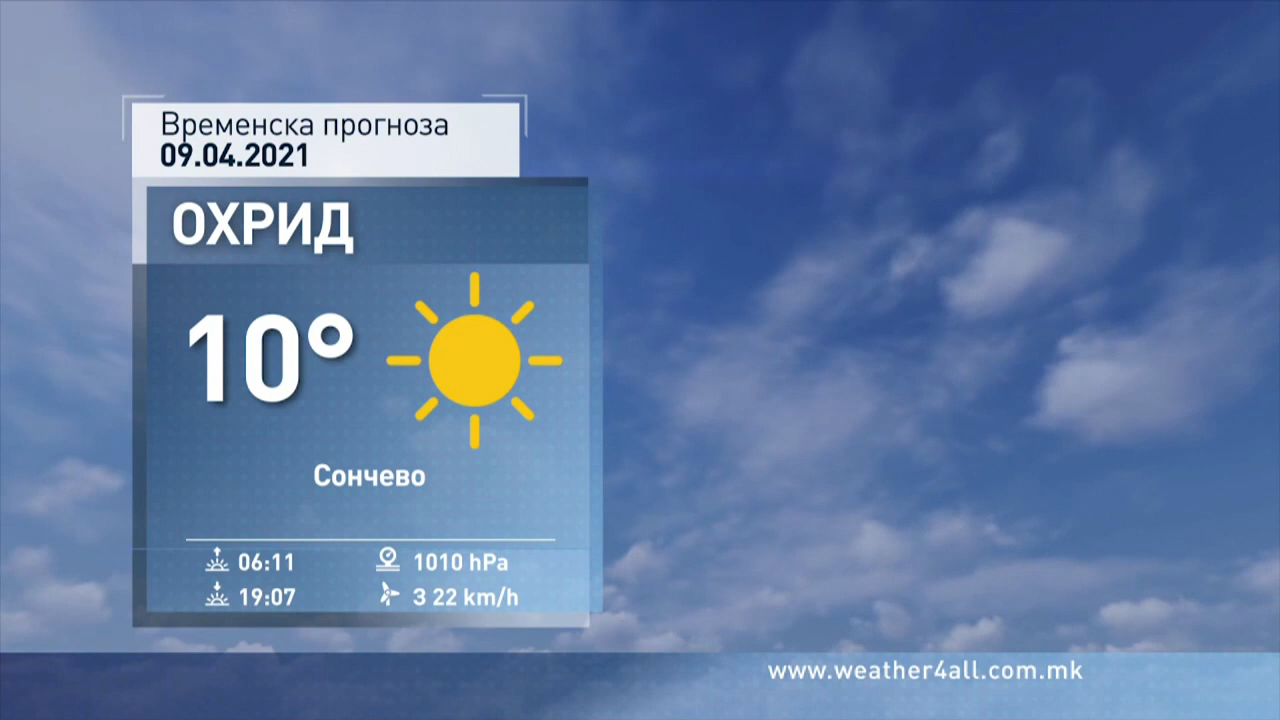 Временска прогноза
09.04.2021
ОХРИД
10°
Сончево
06:11
1010 hPa
19:07
З 22 km/h
www.weather4all.com.mk